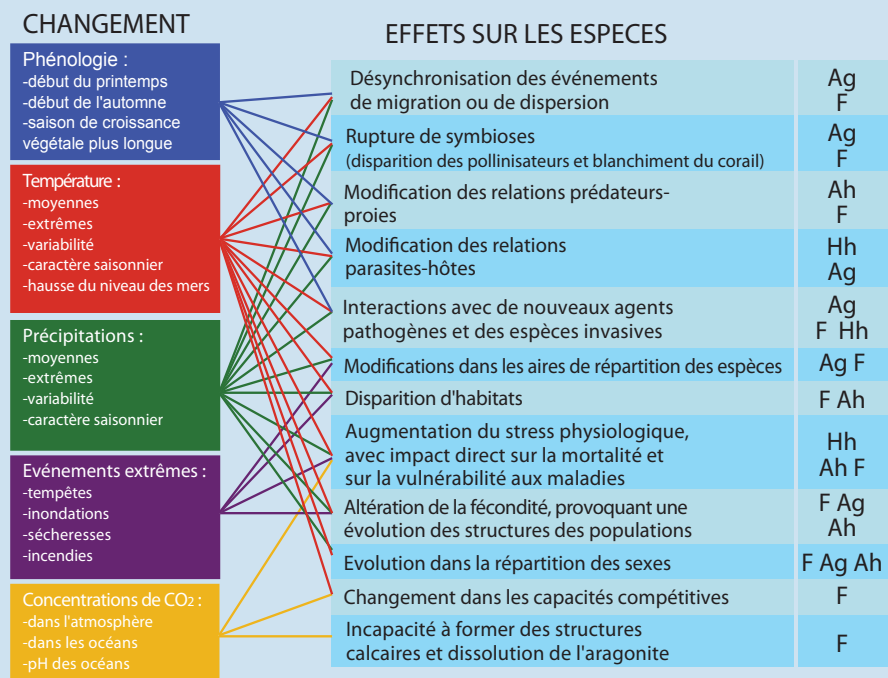 CHANGEMENT
Phénologie :
-début du printemps
-début de l'automne
-saison de croissance
végétale plus longue
Température :
-moyennes
-extrêmes
-variabilité
-caractère saisonnier
-hausse du niveau des mers
Précipitations :
-moyennes
-extrêmes
-variabilité
-caractère saisonnier
Evénements extrêmes :
-tempêtes
-inondations
-sécheresses
-incendies
Concentrations de CO2 :
-dans l'atmosphère
-dans les océans
-pH des océans
EFFETS SUR LES ESPECES
Désynchronisation des événements
de migration ou de dispersion
Ag
F
Rupture de symbioses
(disparition des pollinisateurs et blanchiment du corail)
Ag
F
Modification des relations prédateurs-
proies
Ah
F
Modification des relations
parasites-hôtes
Hh
Ag
Interactions avec de nouveaux agents
pathogènes et des espèces invasives
Ag
F Hh
Modifications dans les aires de répartition des espèces
Ag F
Disparition d'habitats
F Ah
Augmentation du stress physiologique,
avec impact direct sur la mortalité et
sur la vulnérabilité aux maladies
Hh
Ah F
Altération de la fécondité, provoquant une
évolution des structures des populations
F Ag
Ah
Evolution dans la répartition des sexes
F Ag Ah
Changement dans les capacités compétitives
F
Incapacité à former des structures
calcaires et dissolution de l'aragonite
F